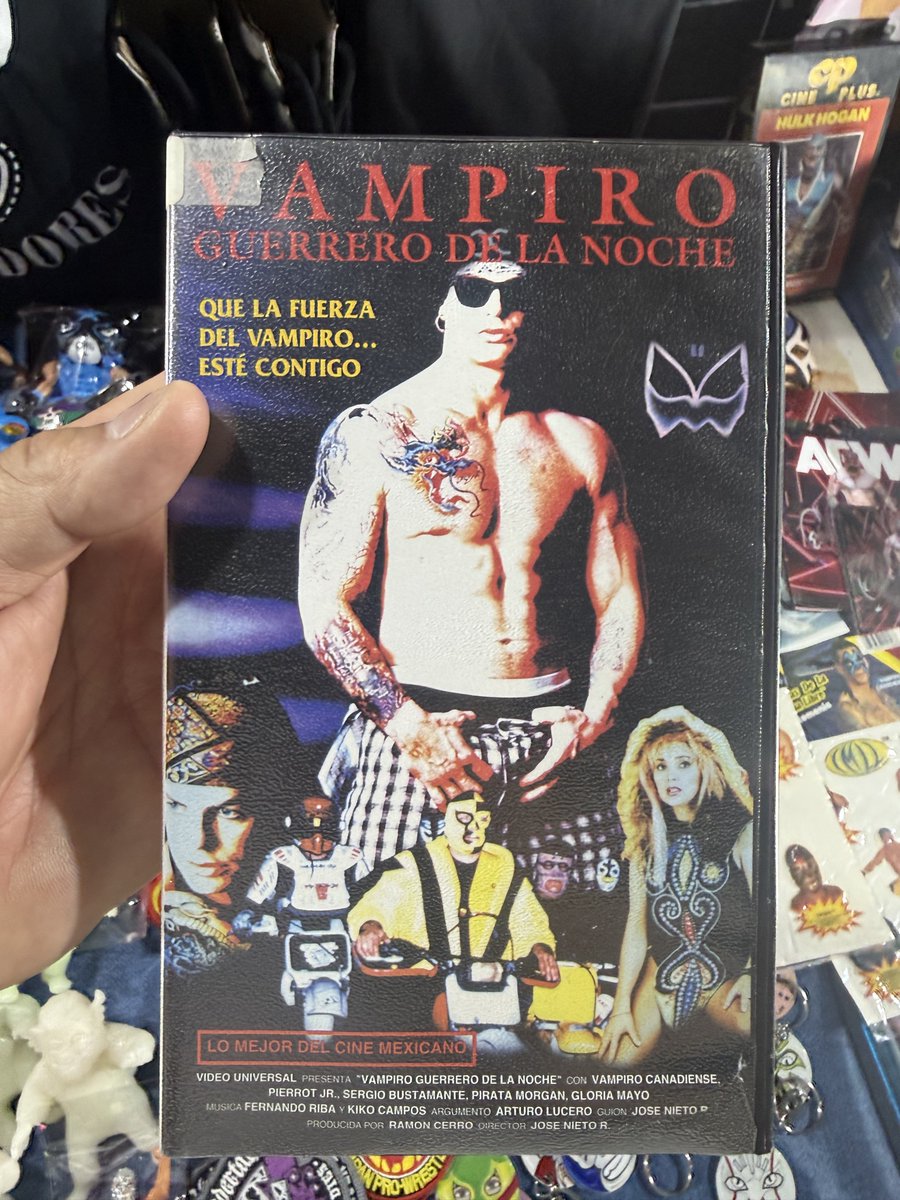 VAMPIRO
GUERRERO DE LA NOCHE
QUE LA FUERZA
DEL VAMPIRO...
ESTÉ CONTIGO
LO MEJOR DEL CINE MEXICANO
VIDEO UNIVERSAL PRESENTA "VAMPIRO GUERRERO DE LA NOCHE" CON VAMPIRO CANADIENSE,
PIERROT JR., SERGIO BUSTAMANTE, PIRATA MORGAN, GLORIA MAYO
MUSICA FERNANDO RIBA Y KIKO CAMPOS ARGUMENTO ARTURO LUCERO GUION JOSE NIETO R.
PRODUCIDA POR RAMON CERRO DIRECTOR JOSE NIETO R.
CP
CINE PLUS.
HULK HOGAN
DORES